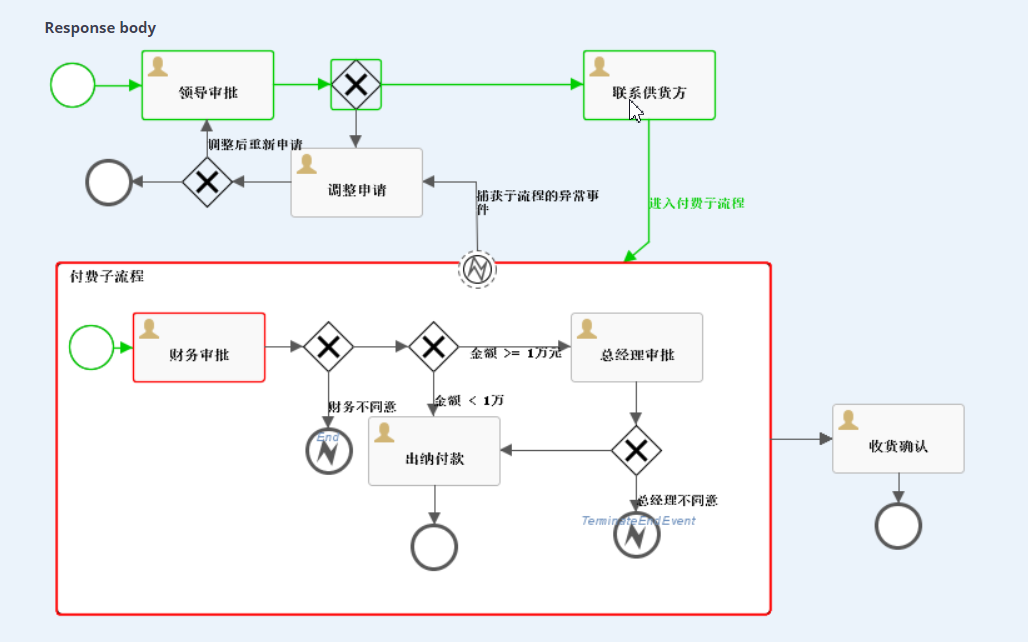 Response body
领导审批
联系供货方
调整后重新申请
调整申请
捕获子流程的异常事
件
进入付费子流程
付费子流程
财务审批
金额 >= 1万元
总经理审批
财务不同意
金额 < 1万
End
出纳付款
收货确认
总经理不同意
TerminateEndEvent